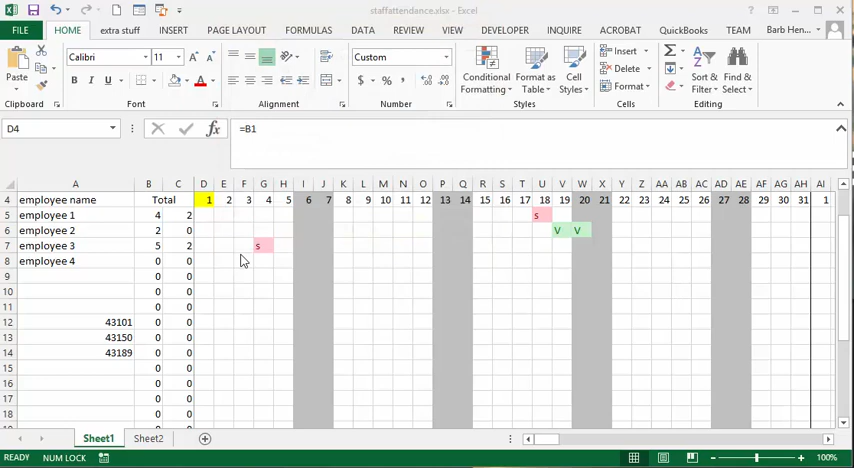 staffattendance.xlsx - Excel
FILE HOME extra stuff INSERT PAGE LAYOUT FORMULAS DATA REVIEW VIEW DEVELOPER INQUIRE ACROBAT QuickBooks TEAM Barb Hen...
Paste
Calibri 11
B I U
Clipboard
Font
Alignment
Custom
$ % ,
Number
Conditional Formatting
Format as Table
Cell Styles
Styles
Insert
Delete
Format
Cells
Sort & Filter
Find & Select
Editing
D4 fx =B1
A B C D E F G H I J K L M N O P Q R S T U V W X Y Z AA AB AC AD AE AF AG AH AI
4 employee name Total 1 2 3 4 5 6 7 8 9 10 11 12 13 14 15 16 17 18 19 20 21 22 23 24 25 26 27 28 29 30 31 1
5 employee 1 4 2 s
6 employee 2 2 0 V V
7 employee 3 5 2 s
8 employee 4 0 0
9 0 0
10 0 0
11 0 0
12 43101 0 0
13 43150 0 0
14 43189 0 0
15 0 0
16 0 0
17 0 0
18 0 0
Sheet1 Sheet2
READY NUM LOCK 100%